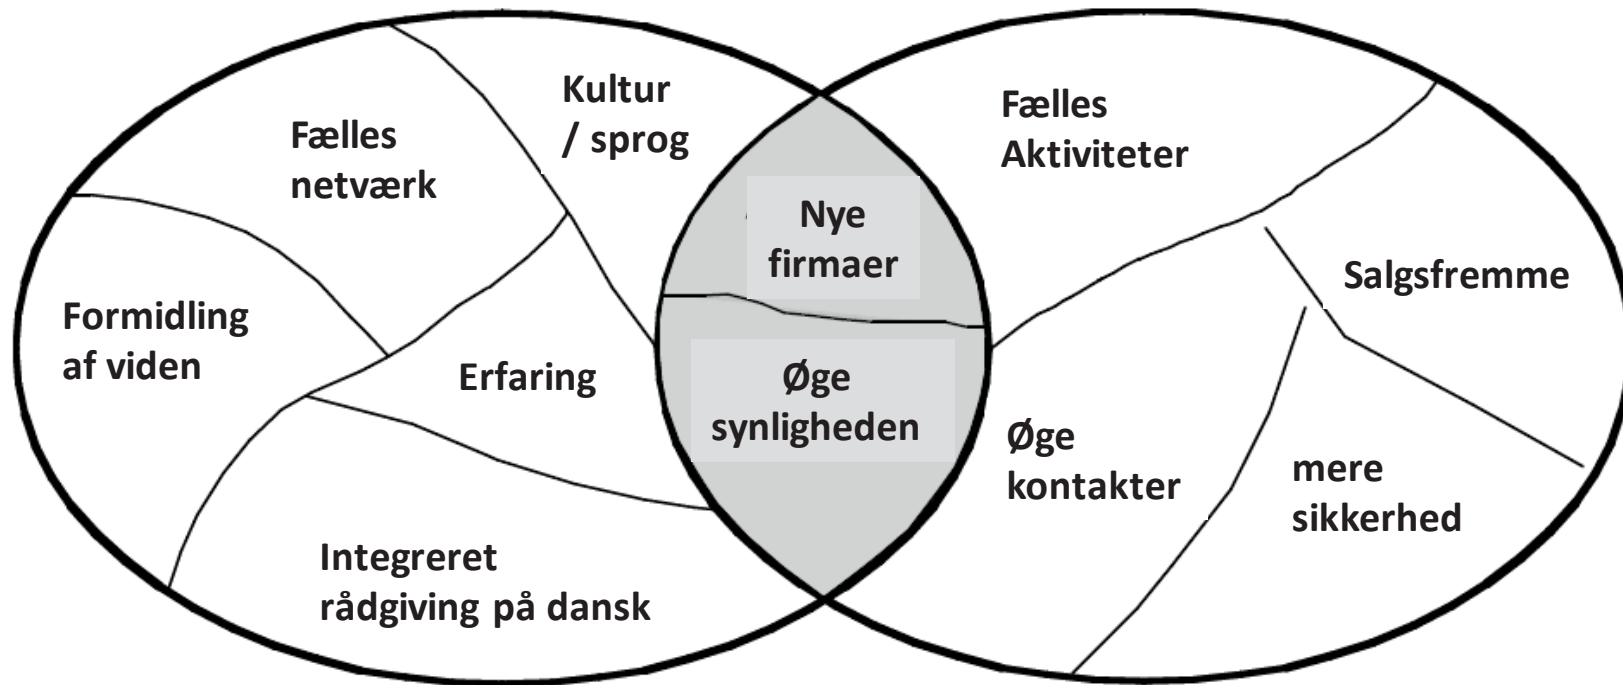 Kultur
/ sprog
Fælles
netværk
Formidling
af viden
Erfaring
Integreret
rådgiving på dansk
Nye
firmaer
Øge
synligheden
Fælles
Aktiviteter
Salgsfremme
Øge
kontakter
mere
sikkerhed